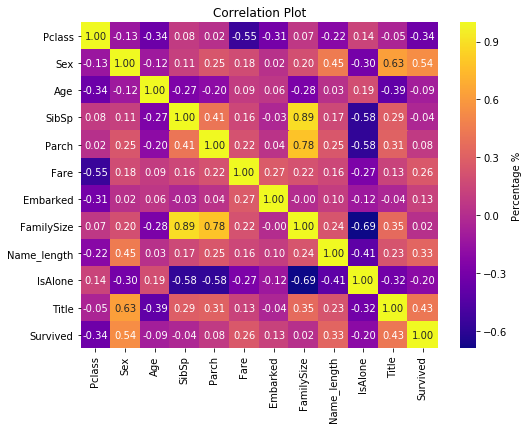 Correlation Plot
Pclass 1.00 -0.13 -0.34 0.08 0.02 -0.55 -0.31 0.07 -0.22 0.14 -0.05 -0.34
Sex -0.13 1.00 -0.12 0.11 0.25 0.18 0.02 0.20 0.45 -0.30 0.63 0.54
Age -0.34 -0.12 1.00 -0.27 -0.20 0.09 0.06 -0.28 0.03 0.19 -0.39 -0.09
SibSp 0.08 0.11 -0.27 1.00 0.41 0.16 -0.03 0.89 0.17 -0.58 0.29 -0.04
Parch 0.02 0.25 -0.20 0.41 1.00 0.22 0.04 0.78 0.25 -0.58 0.31 0.08
Fare -0.55 0.18 0.09 0.16 0.22 1.00 0.27 0.22 0.16 -0.27 0.13 0.26
Embarked -0.31 0.02 0.06 -0.03 0.04 0.27 1.00 -0.00 0.10 -0.12 -0.04 0.13
FamilySize 0.07 0.20 -0.28 0.89 0.78 0.22 -0.00 1.00 0.24 -0.69 0.35 0.02
Name_length -0.22 0.45 0.03 0.17 0.25 0.16 0.10 0.24 1.00 -0.41 0.23 0.33
IsAlone 0.14 -0.30 0.19 -0.58 -0.58 -0.27 -0.12 -0.69 -0.41 1.00 -0.32 -0.20
Title -0.05 0.63 -0.39 0.29 0.31 0.13 -0.04 0.35 0.23 -0.32 1.00 0.43
Survived -0.34 0.54 -0.09 -0.04 0.08 0.26 0.13 0.02 0.33 -0.20 0.43 1.00
Pclass Sex Age SibSp Parch Fare Embarked FamilySize Name_length IsAlone Title Survived
0.9
0.6
0.3
0.0
−0.3
−0.6
Percentage %